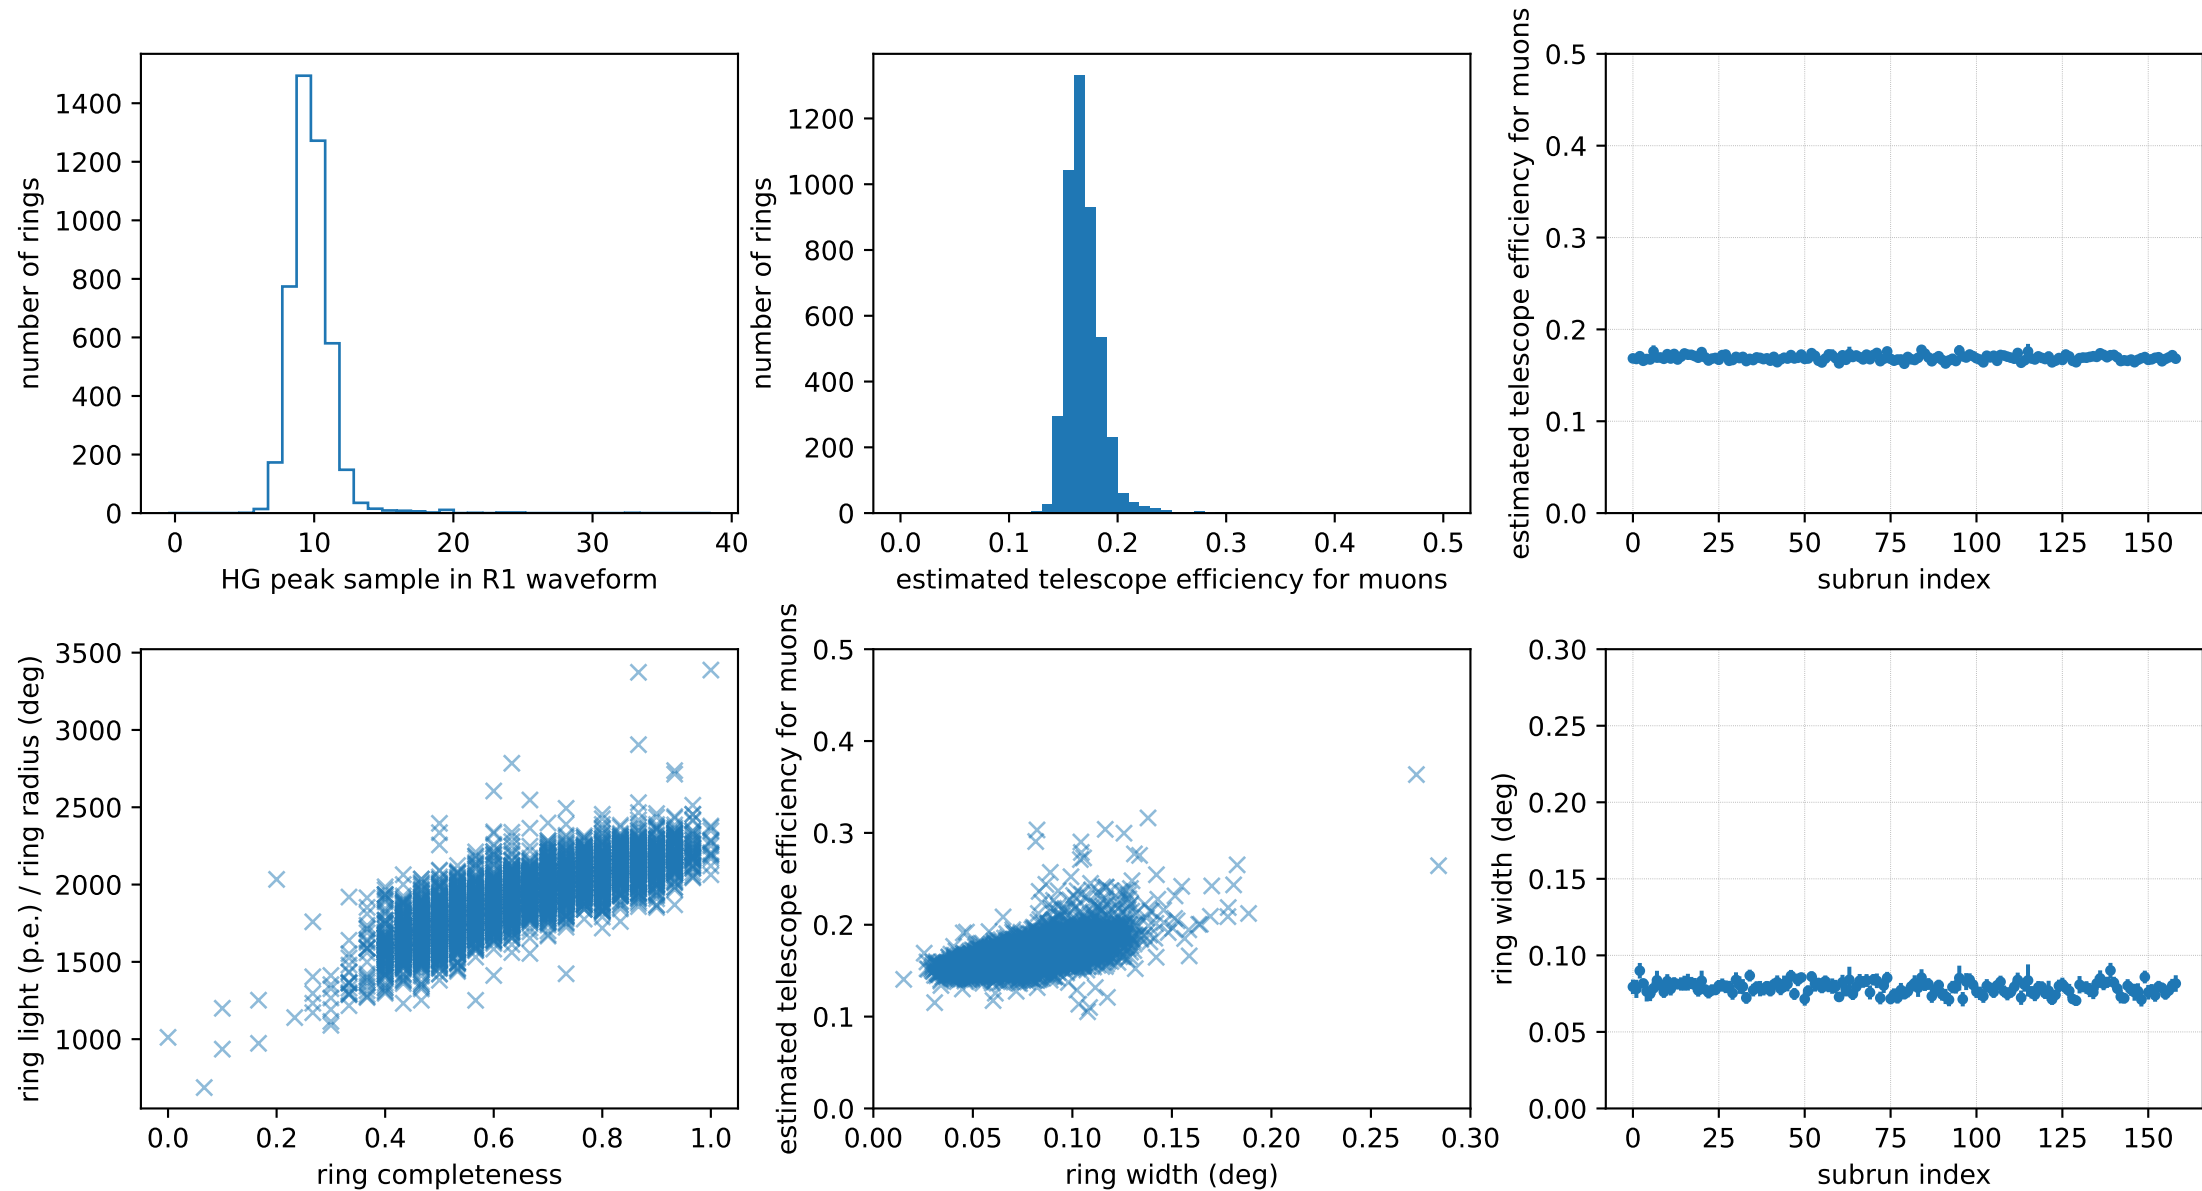 number of rings
1400
1200
1000
800
600
400
200
0
0 10 20 30 40
HG peak sample in R1 waveform
number of rings
1200
1000
800
600
400
200
0
0.0 0.1 0.2 0.3 0.4 0.5
estimated telescope efficiency for muons
estimated telescope efficiency for muons
0.5
0.4
0.3
0.2
0.1
0.0
0 25 50 75 100 125 150
subrun index
ring light (p.e.) / ring radius (deg)
3500
3000
2500
2000
1500
1000
0.0 0.2 0.4 0.6 0.8 1.0
ring completeness
estimated telescope efficiency for muons
0.5
0.4
0.3
0.2
0.1
0.0
0.00 0.05 0.10 0.15 0.20 0.25 0.30
ring width (deg)
ring width (deg)
0.30
0.25
0.20
0.15
0.10
0.05
0.00
0 25 50 75 100 125 150
subrun index